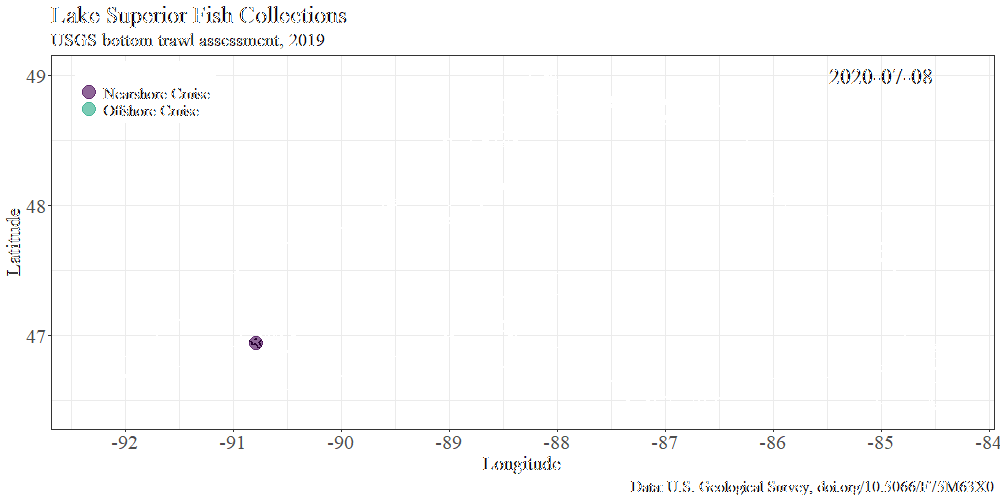 Lake Superior Fish Collections
USGS bottom trawl assessment, 2019
49
2020-07-08
Nearshore Cruise
Offshore Cruise
48
Latitude
47
-92 -91 -90 -89 -88 -87 -86 -85 -84
Longitude
Data: U.S. Geological Survey, doi.org/10.5066/F75M63X0